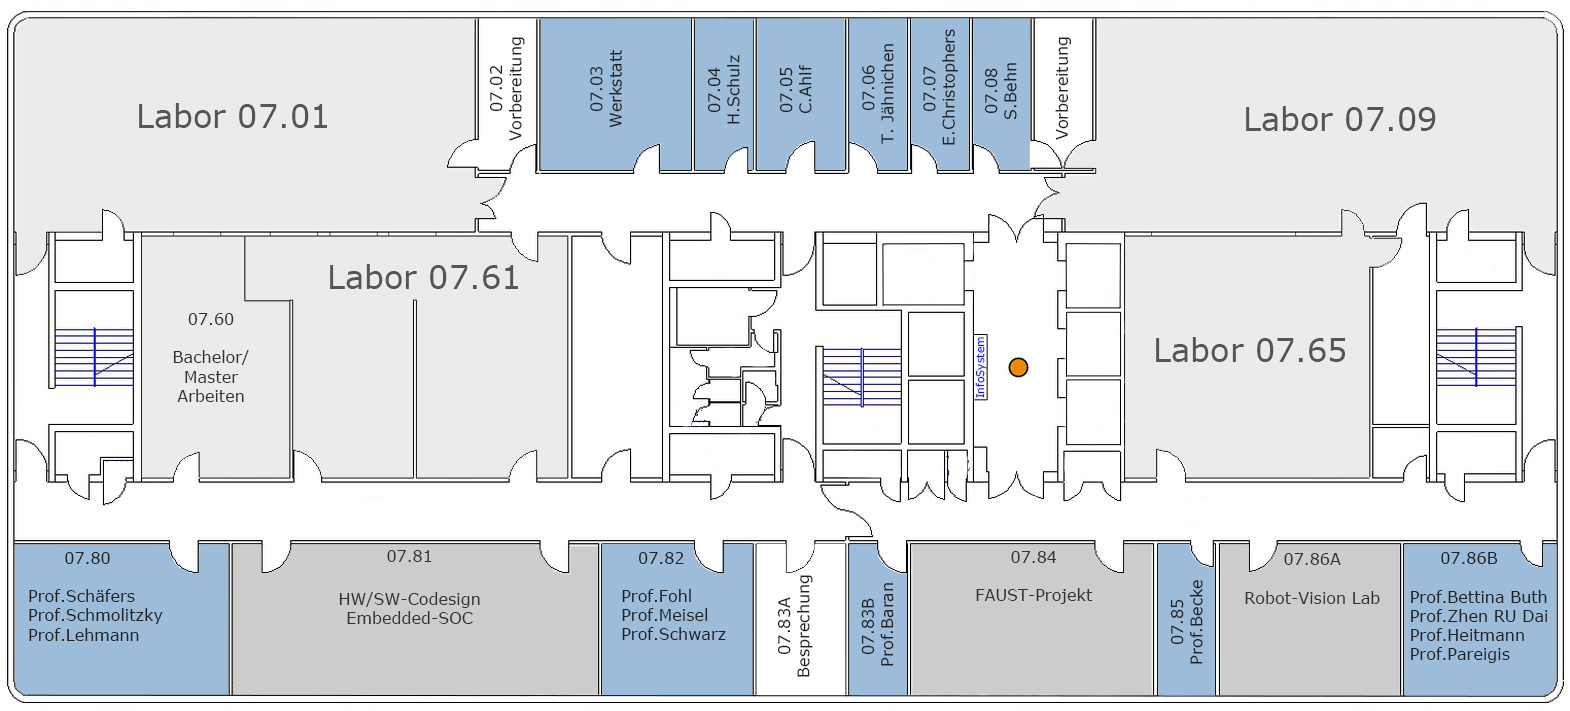 Labor 07.01
07.02
Vorbereitung
07.03
Werkstatt
07.04
H.Schulz
07.05
C.Ahlf
07.06
T. Jähnichen
07.07
E.Christophers
07.08
S.Behn
Vorbereitung
Labor 07.09
07.60
Bachelor/
Master
Arbeiten
Labor 07.61
InfoSystem
Labor 07.65
07.80
Prof.Schäfers
Prof.Schmolitzky
Prof.Lehmann
07.81
HW/SW-Codesign
Embedded-SOC
07.82
Prof.Fohl
Prof.Meisel
Prof.Schwarz
07.83A
Besprechung
07.83B
Prof.Baran
07.84
FAUST-Projekt
07.85
Prof.Becke
07.86A
Robot-Vision Lab
07.86B
Prof.Bettina Buth
Prof.Zhen RU Dai
Prof.Heitmann
Prof.Pareigis